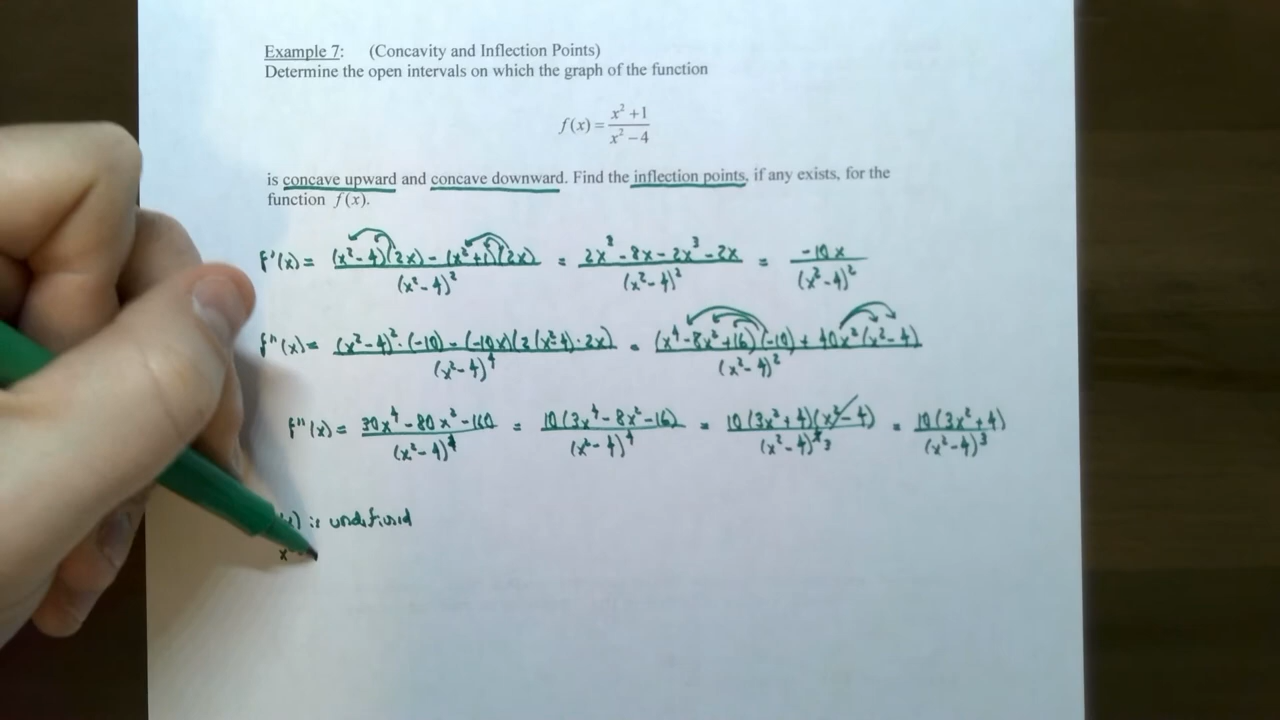 Example 7: (Concavity and Inflection Points)
Determine the open intervals on which the graph of the function
f(x) = (x² + 1)/(x² − 4)
is concave upward and concave downward. Find the inflection points, if any exists, for the
function f(x).
f'(x) = ((x² − 4)(2x) − (x² + 1)(2x))/(x² − 4)² = (2x³ − 8x − 2x³ − 2x)/(x² − 4)² = −10x/(x² − 4)²
f"(x) = ((x² − 4)² · (−10) − (−10x)(2(x² − 4) · 2x))/(x² − 4)⁴ = ((x⁴ − 8x² + 16)(−10) + 40x²(x² − 4))/(x² − 4)²
f"(x) = (30x⁴ − 80x² − 160)/(x² − 4)⁴ = 10(3x⁴ − 8x² − 16)/(x² − 4)⁴ = 10(3x² + 4)(x² − 4)/(x² − 4)⁴ 3 = 10(3x² + 4)/(x² − 4)³
is undefined